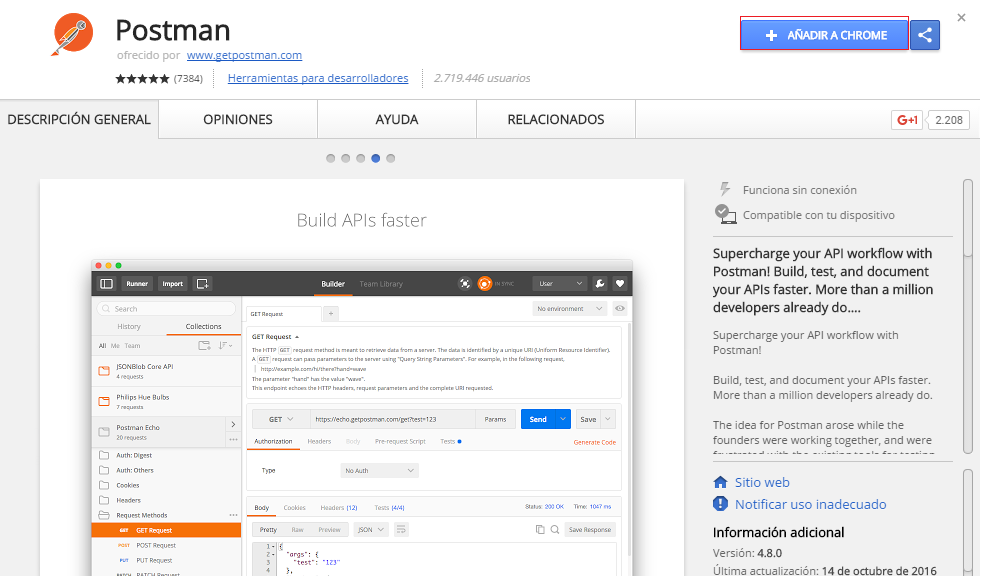 Postman
ofrecido por www.getpostman.com
(7384) Herramientas para desarrolladores 2.719.446 usuarios
AÑADIR A CHROME
DESCRIPCIÓN GENERAL OPINIONES AYUDA RELACIONADOS
G+1 2.208
Build APIs faster
Runner Import Builder Team Library IN SYNC User
Search
History Collections
All Me Team
JSONBlob Core API
4 requests
Philips Hue Bulbs
7 requests
Postman Echo
20 requests
Auth: Digest
Auth: Others
Cookies
Headers
Request Methods
GET GET Request
POST POST Request
PUT PUT Request
PATCH PATCH Request
GET Request + No environment
GET Request
The HTTP GET request method is meant to retrieve data from a server. The data is identified by a unique URI (Uniform Resource Identifier).
A GET request can pass parameters to the server using "Query String Parameters". For example, in the following request,
http://example.com/hi/there?hand=wave
The parameter "hand" has the value "wave".
This endpoint echoes the HTTP headers, request parameters and the complete URI requested.
GET https://echo.getpostman.com/get?test=123 Params Send Save
Authorization Headers Body Pre-request Script Tests Generate Code
Type No Auth
Body Cookies Headers (12) Tests (4/4) Status: 200 OK Time: 1047 ms
Pretty Raw Preview JSON Save Response
1 {
2 "args": {
3 "test": "123"
4 },
Funciona sin conexión
Compatible con tu dispositivo
Supercharge your API workflow with
Postman! Build, test, and document
your APIs faster. More than a million
developers already do....
Supercharge your API workflow with
Postman!
Build, test, and document your APIs faster.
More than a million developers already do.
The idea for Postman arose while the
founders were working together, and were
frustrated with the existing tools for testing
Sitio web
Notificar uso inadecuado
Información adicional
Versión: 4.8.0
Última actualización: 14 de octubre de 2016